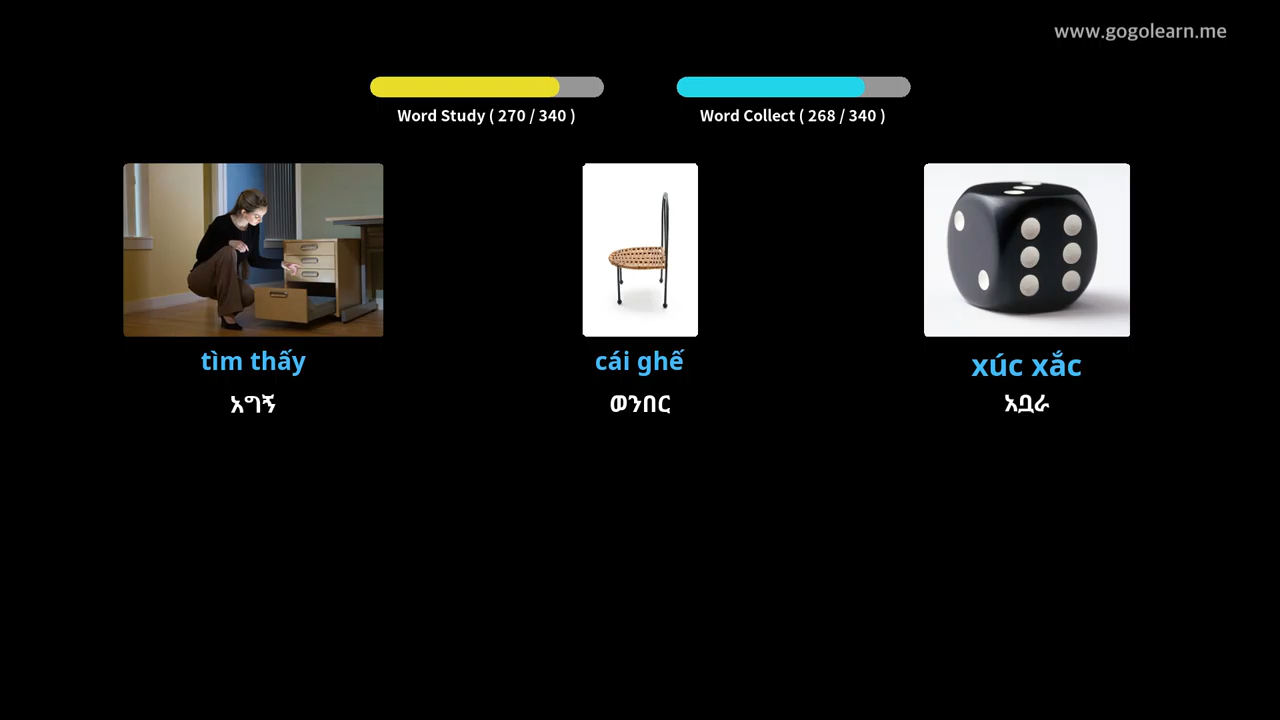 www.gogolearn.me
Word Study ( 270 / 340 )
Word Collect ( 268 / 340 )
tìm thấy
cái ghế
xúc xắc
አግኝ
ወንበር
አቧራ